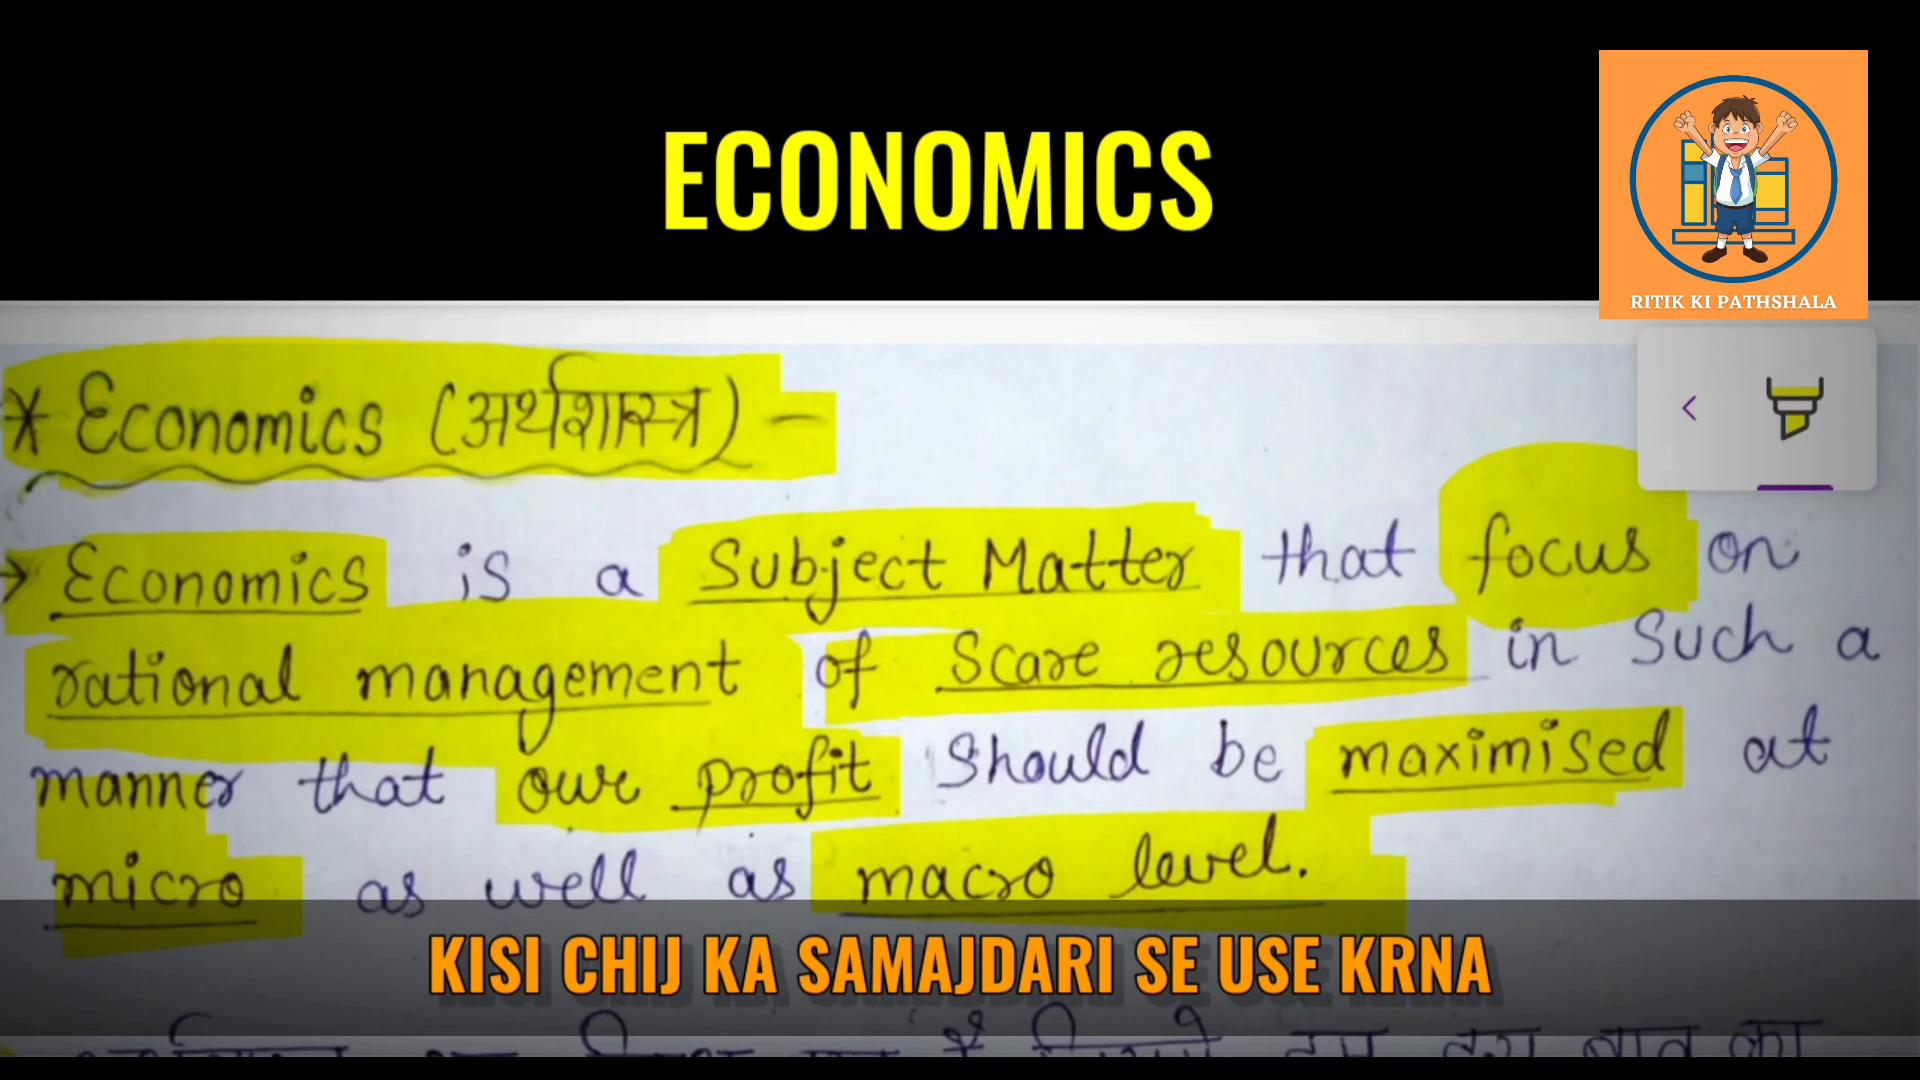 ECONOMICS
RITIK KI PATHSHALA
* Economics (अर्थशास्त्र) –
→ Economics is a Subject Matter that focus on
rational management of Scare resources in Such a
manner that our profit Should be maximised at
micro as well as macro level.
KISI CHIJ KA SAMAJDARI SE USE KRNA